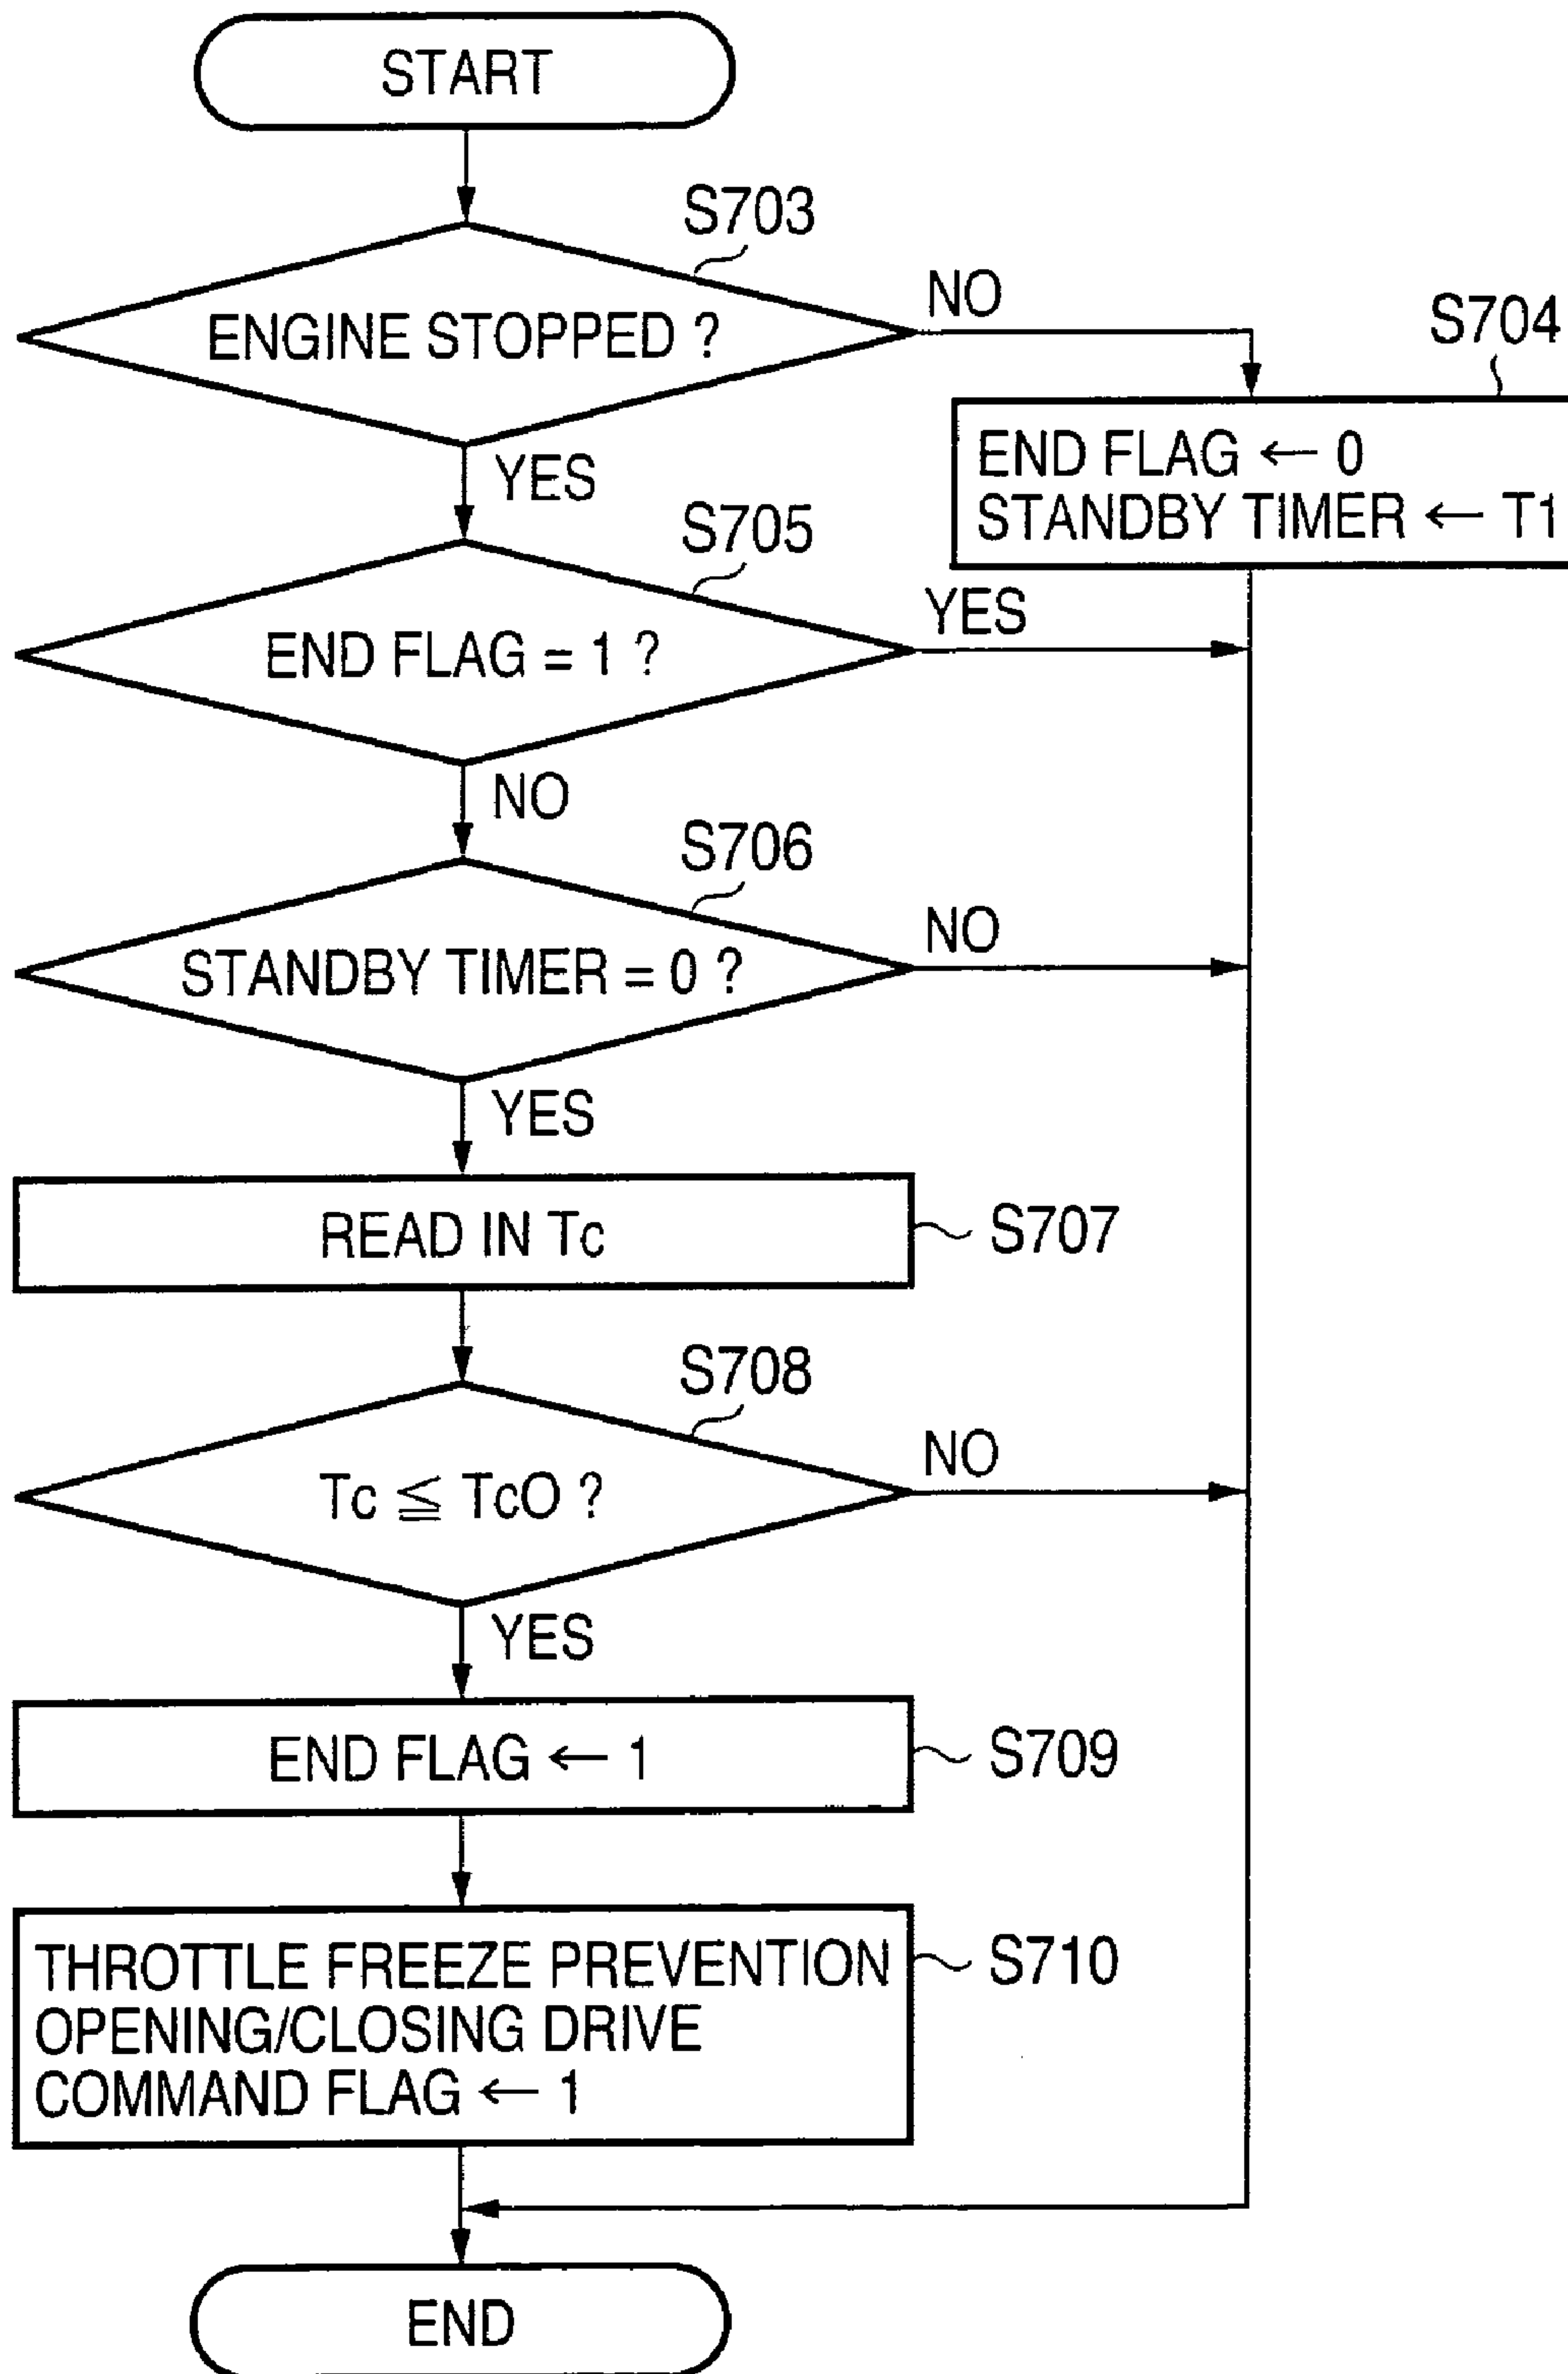 START
S703
ENGINE STOPPED ?
NO
S704
END FLAG ← 0
STANDBY TIMER ← T1
YES
S705
END FLAG = 1 ?
YES
NO
S706
STANDBY TIMER = 0 ?
NO
YES
READ IN Tc
S707
S708
Tc ≦ TcO ?
NO
YES
END FLAG ← 1
S709
THROTTLE FREEZE PREVENTION
OPENING/CLOSING DRIVE
COMMAND FLAG ← 1
S710
END